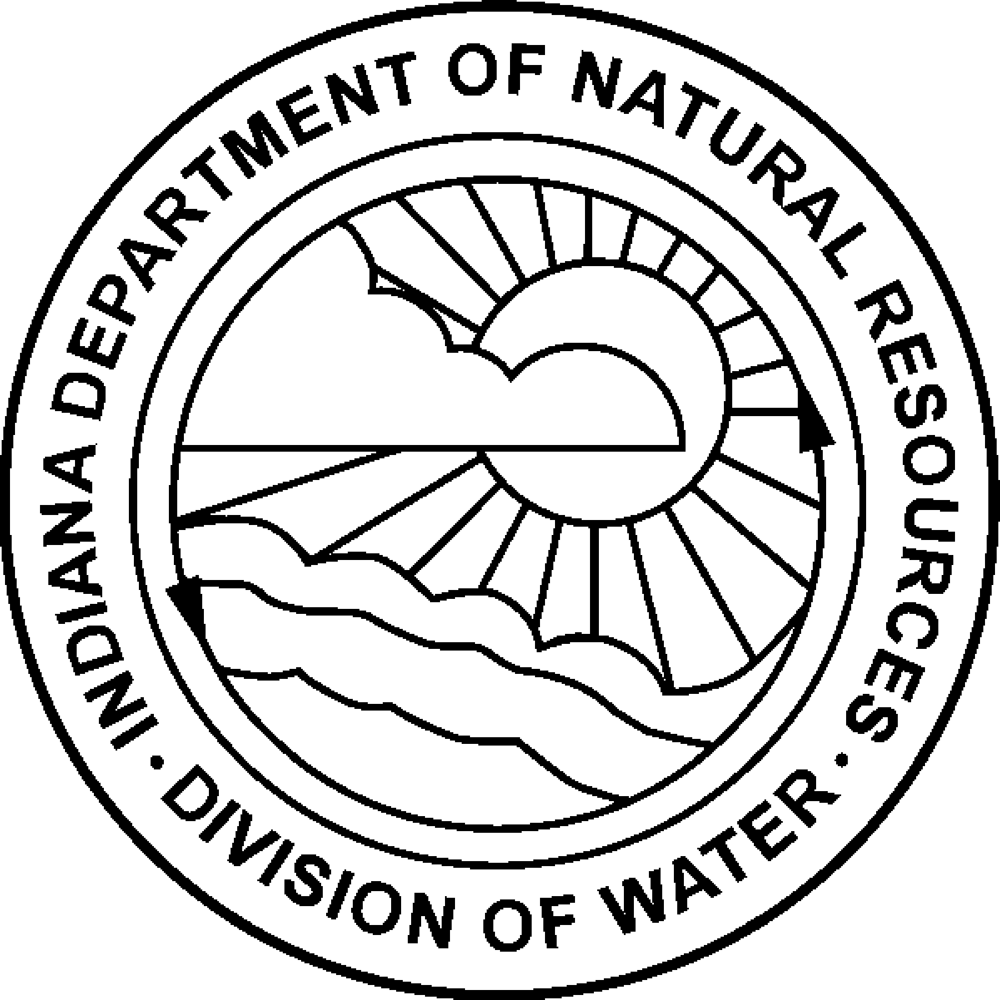 INDIANA DEPARTMENT OF NATURAL RESOURCES
• DIVISION OF WATER •